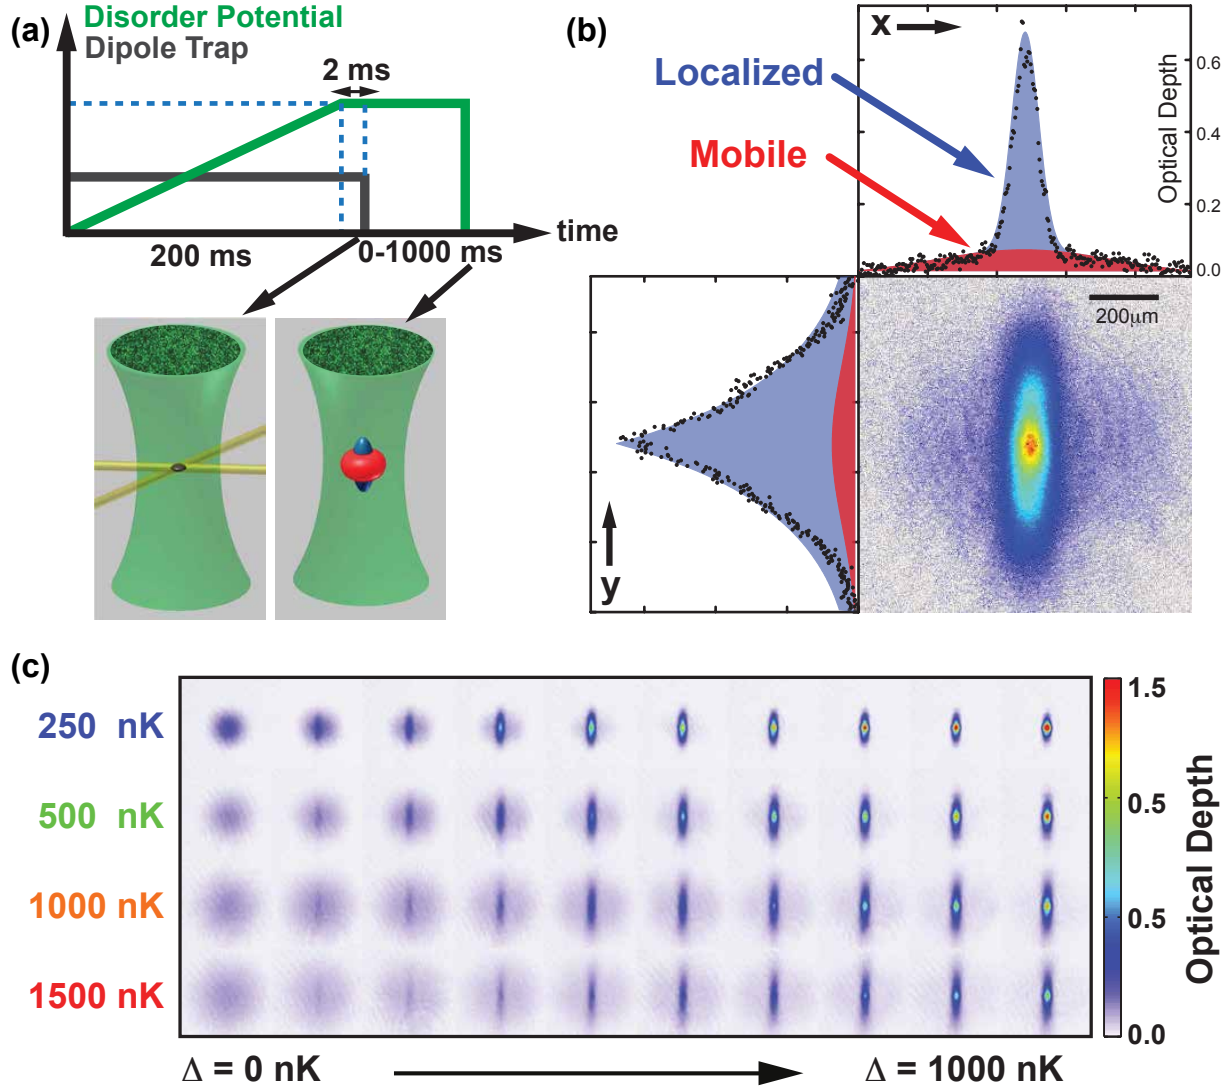 (a)
Disorder Potential
Dipole Trap
2 ms
time
200 ms
0-1000 ms
(b)
x
Localized
Mobile
Optical Depth
0.6
0.4
0.2
0.0
200μm
y
(c)
250 nK
500 nK
1000 nK
1500 nK
1.5
0.5
0.5
0.0
Optical Depth
Δ = 0 nK
Δ = 1000 nK